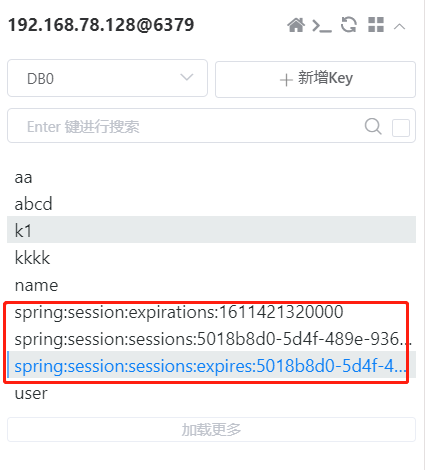 192.168.78.128@6379
DB0
新增Key
Enter 键进行搜索
aa
abcd
k1
kkkk
name
spring:session:expirations:1611421320000
spring:session:sessions:5018b8d0-5d4f-489e-936...
spring:session:sessions:expires:5018b8d0-5d4f-4...
user
加载更多